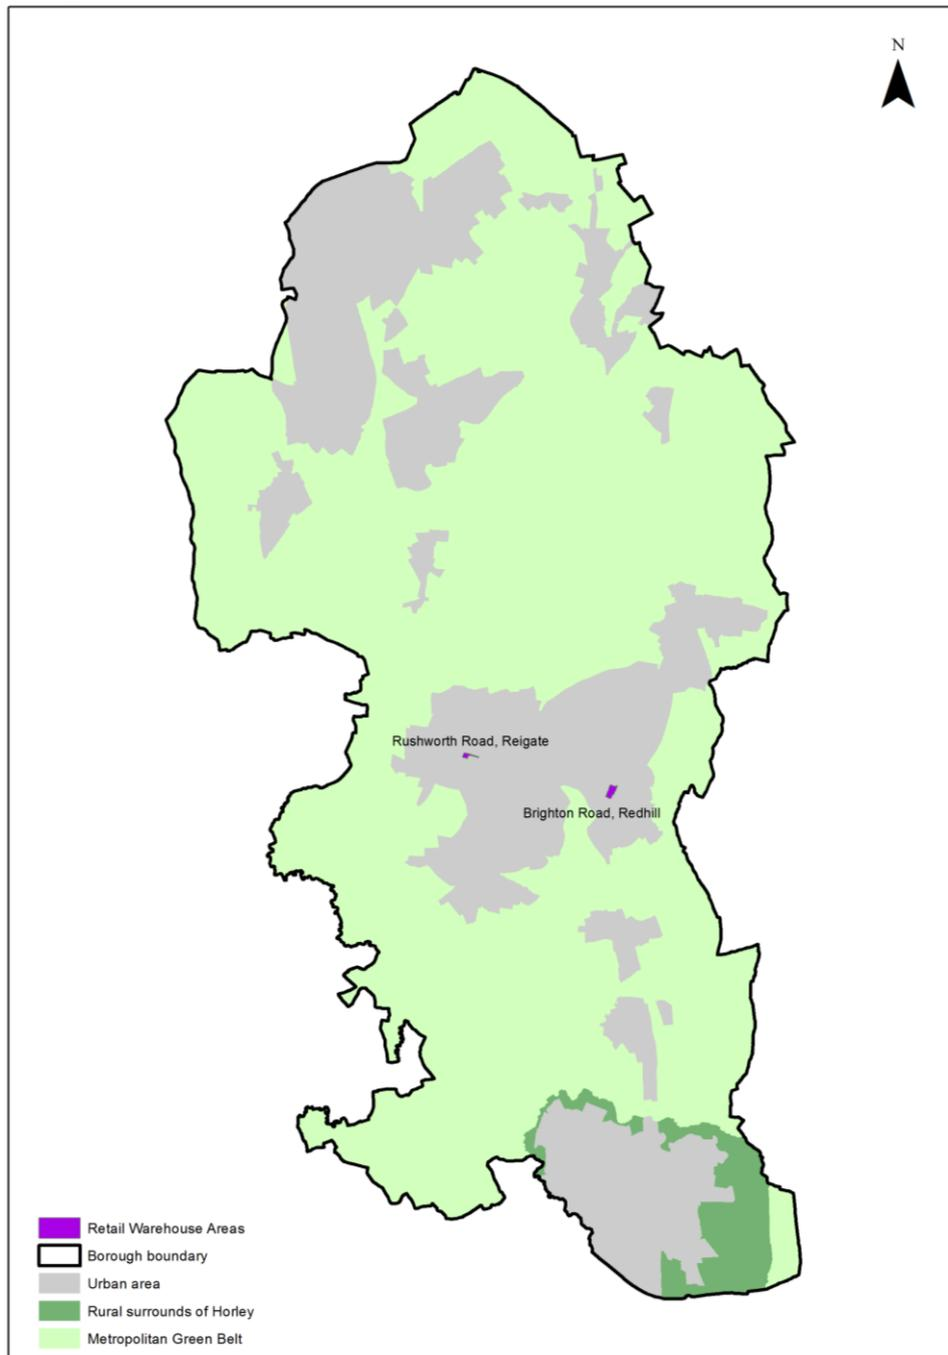 N
Rushworth Road, Reigate
Brighton Road, Redhill
Retail Warehouse Areas
Borough boundary
Urban area
Rural surrounds of Horley
Metropolitan Green Belt